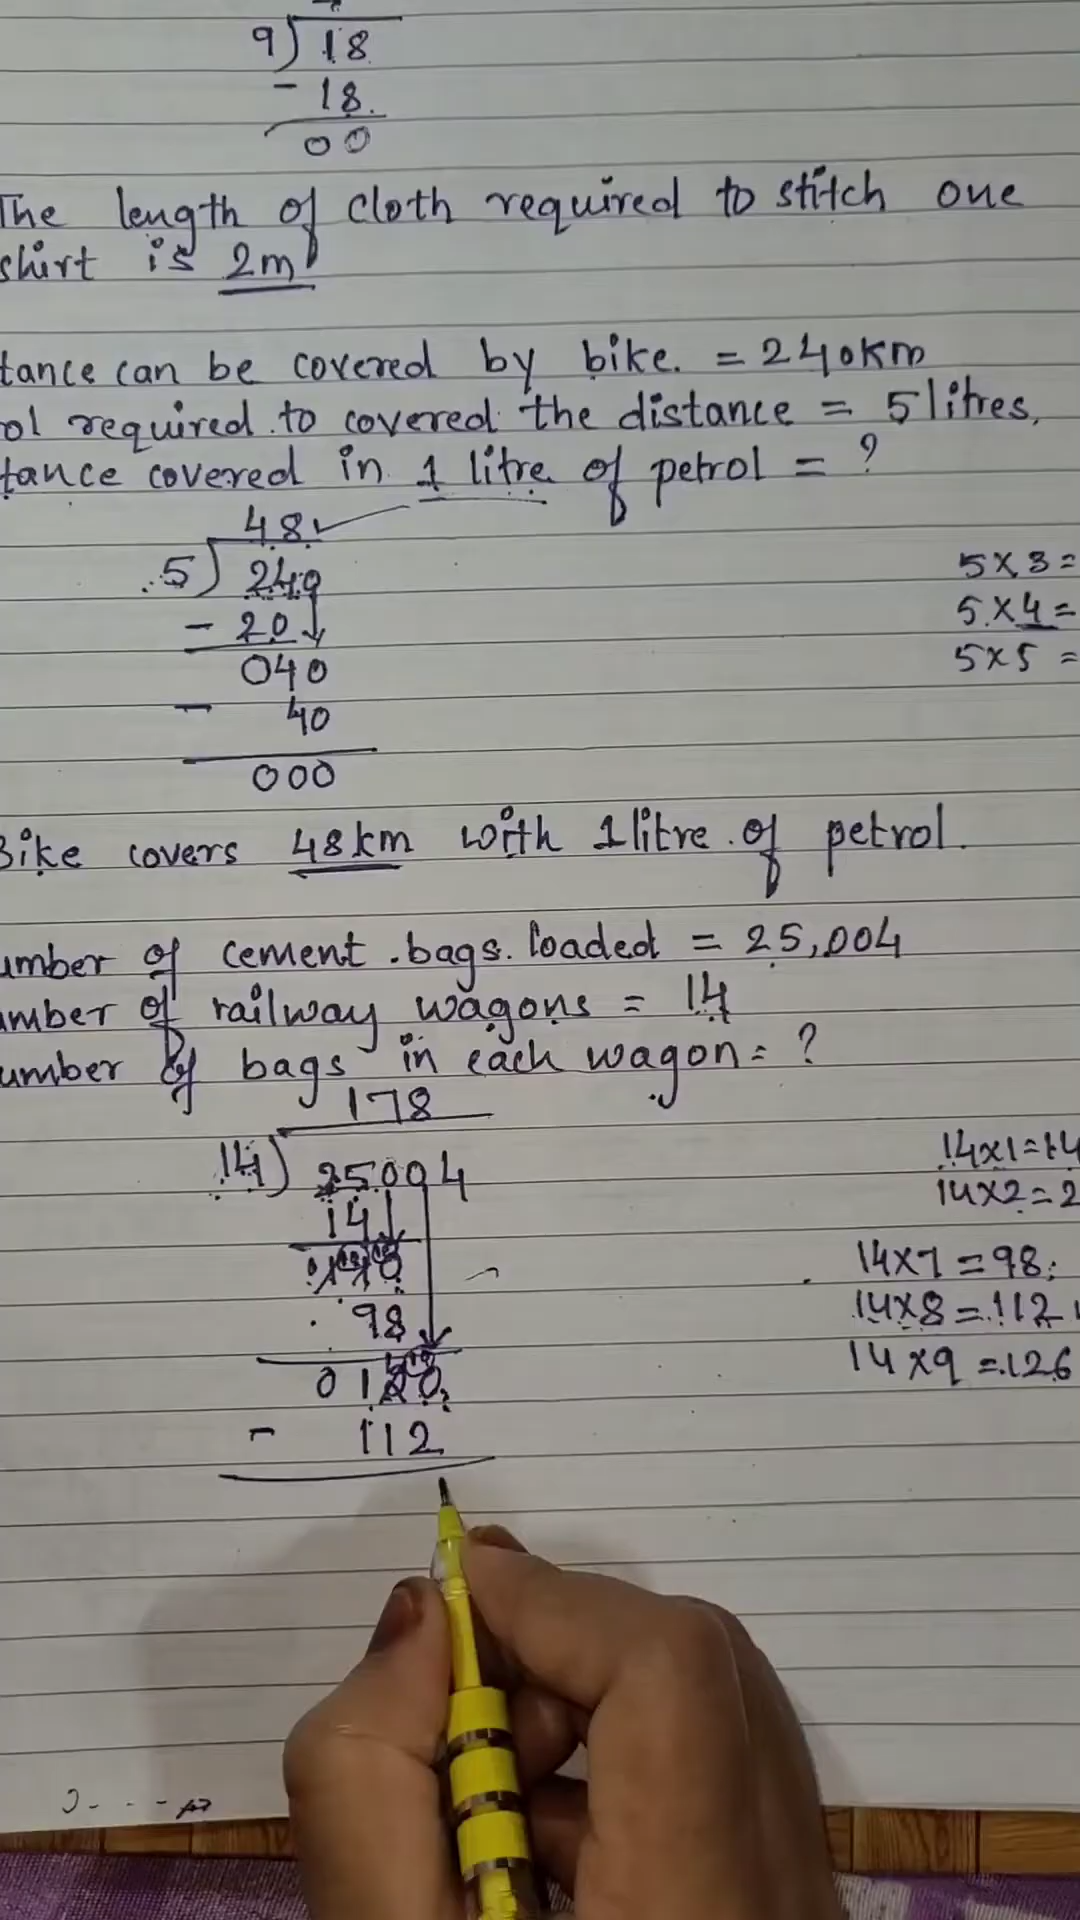 9) 18
- 18.
00
The length of cloth required to stitch one
shirt is 2m
tance can be covered by bike. = 240km
ol required to covered the distance = 5 litres.
tance covered in 1 litre of petrol = ?
48
5) 240
- 20
040
- 40
000
5x3=
5x4=
5x5=
Bike covers 48km with 1 litre of petrol.
umber of cement bags loaded = 25,004
umber of railway wagons = 14
umber of bags in each wagon = ?
178
14) 25004
14
98
0120
- 112
14x1=14
14x2=2
14x7=98
14x8=112
14x9=126